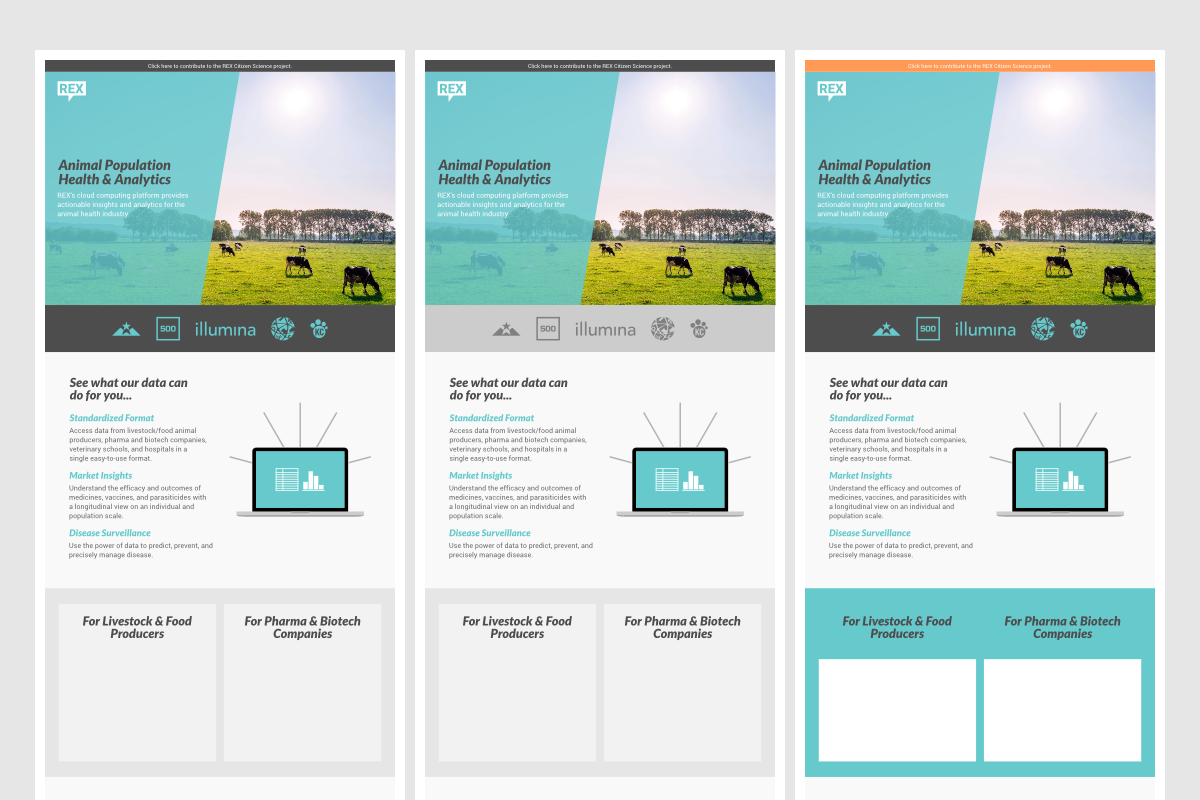 Click here to contribute to the REX Citizen Science project.
REX
Animal Population
Health & Analytics
REX's cloud computing platform provides
actionable insights and analytics for the
animal health industry
500
illumina
KC
See what our data can
do for you...
Standardized Format
Access data from livestock/food animal
producers, pharma and biotech companies,
veterinary schools, and hospitals in a
single easy-to-use format.
Market Insights
Understand the efficacy and outcomes of
medicines, vaccines, and parasiticides with
a longitudinal view on an individual and
population scale.
Disease Surveillance
Use the power of data to predict, prevent, and
precisely manage disease.
For Livestock & Food
Producers
For Pharma & Biotech
Companies
Click here to contribute to the REX Citizen Science project.
REX
Animal Population
Health & Analytics
REX's cloud computing platform provides
actionable insights and analytics for the
animal health industry
500
illumina
KC
See what our data can
do for you...
Standardized Format
Access data from livestock/food animal
producers, pharma and biotech companies,
veterinary schools, and hospitals in a
single easy-to-use format.
Market Insights
Understand the efficacy and outcomes of
medicines, vaccines, and parasiticides with
a longitudinal view on an individual and
population scale.
Disease Surveillance
Use the power of data to predict, prevent, and
precisely manage disease.
For Livestock & Food
Producers
For Pharma & Biotech
Companies
Click here to contribute to the REX Citizen Science project.
REX
Animal Population
Health & Analytics
REX's cloud computing platform provides
actionable insights and analytics for the
animal health industry
500
illumina
KC
See what our data can
do for you...
Standardized Format
Access data from livestock/food animal
producers, pharma and biotech companies,
veterinary schools, and hospitals in a
single easy-to-use format.
Market Insights
Understand the efficacy and outcomes of
medicines, vaccines, and parasiticides with
a longitudinal view on an individual and
population scale.
Disease Surveillance
Use the power of data to predict, prevent, and
precisely manage disease.
For Livestock & Food
Producers
For Pharma & Biotech
Companies